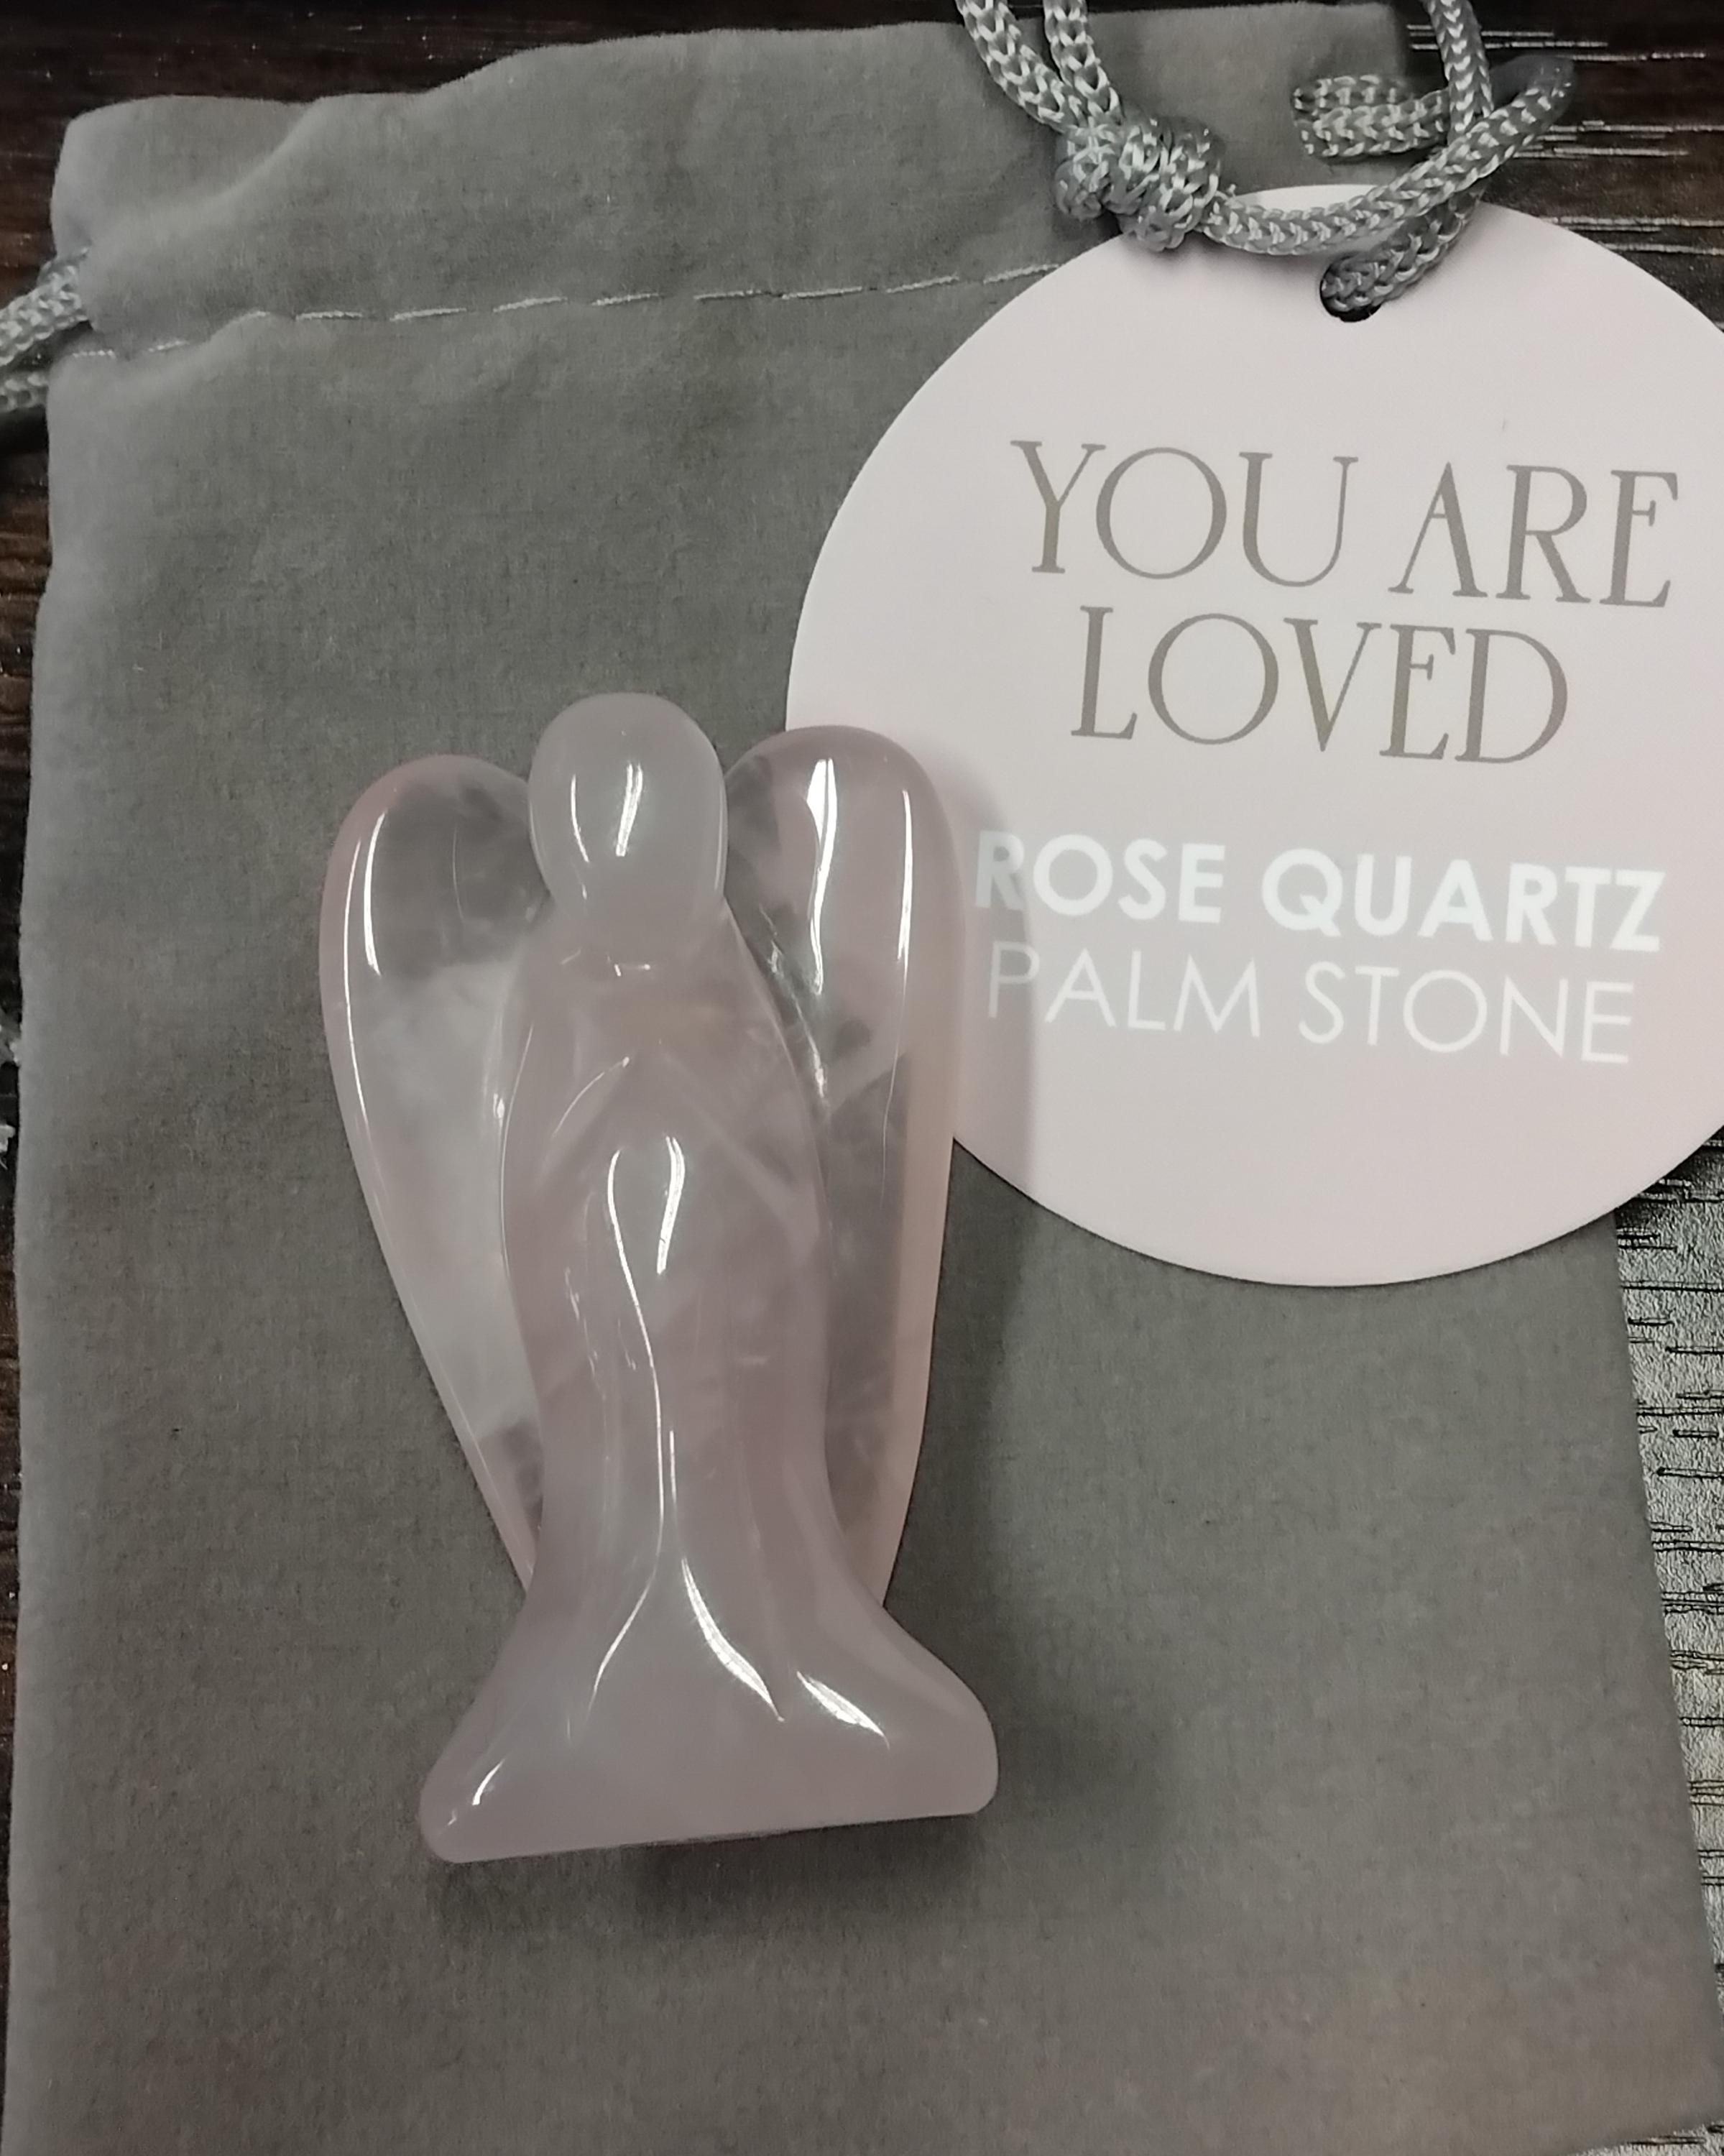 YOU ARE
LOVED
ROSE QUARTZ
PALM STONE